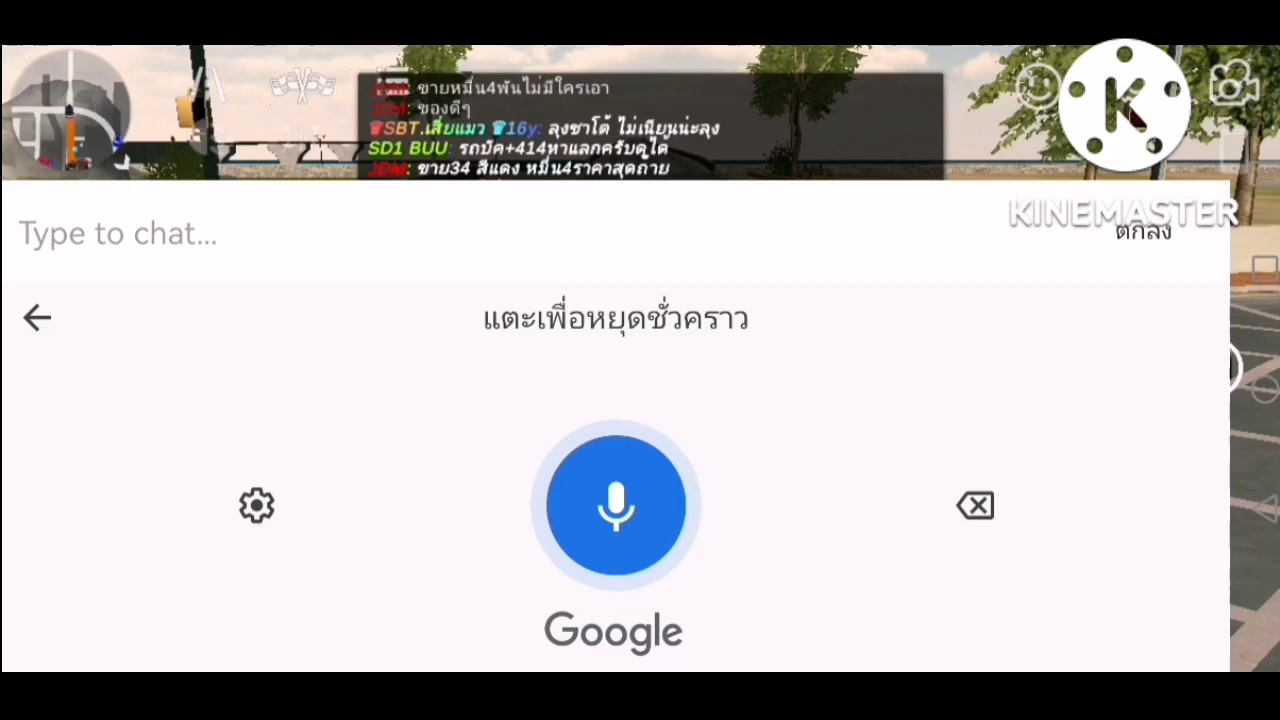 JDM: ขายหมื่น4พันไม่มีใครเอา
JDM: ของดีๆ
SBT.เสี่ยแมว 16y: ลุงซาโต้ ไม่เนียนน่ะลุง
SD1 BUU: รถบัค+414หาแลกครับดูได้
JDM: ขาย34 สีแดง หมื่น4ราคาสุดท้าย
KINEMASTER
Type to chat...
ตกลง
แตะเพื่อหยุดชั่วคราว
Google